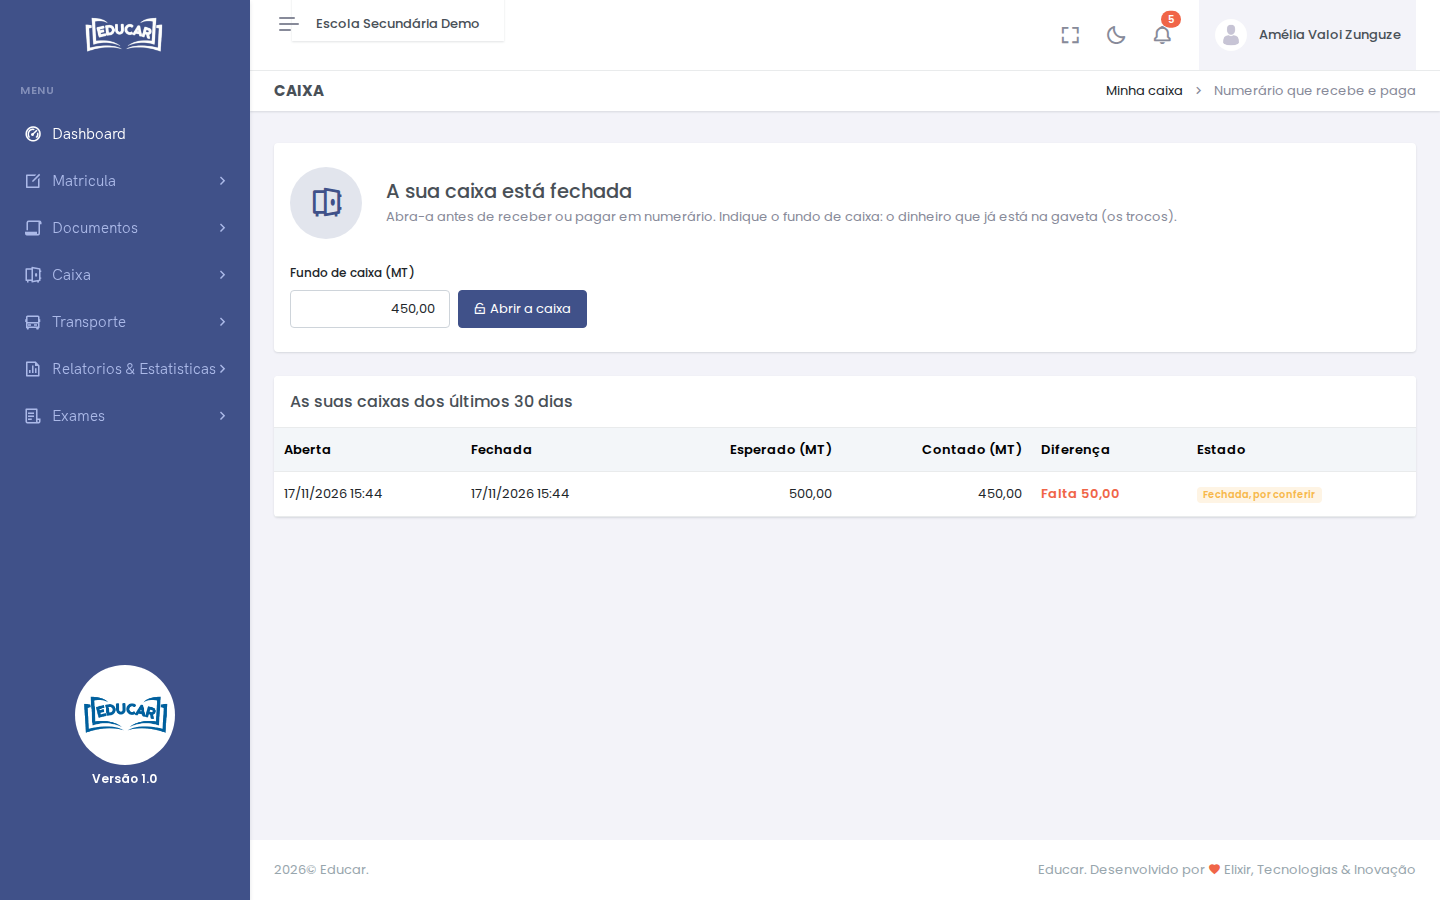 EDUCAR
Escola Secundária Demo
5
Amélia Valoi Zunguze
MENU
CAIXA
Minha caixa > Numerário que recebe e paga
Dashboard
Matricula
Documentos
Caixa
Transporte
Relatorios & Estatisticas
Exames
A sua caixa está fechada
Abra-a antes de receber ou pagar em numerário. Indique o fundo de caixa: o dinheiro que já está na gaveta (os trocos).
Fundo de caixa (MT)
450,00 Abrir a caixa
As suas caixas dos últimos 30 dias
Aberta Fechada Esperado (MT) Contado (MT) Diferença Estado
17/11/2026 15:44 17/11/2026 15:44 500,00 450,00 Falta 50,00 Fechada, por conferir
EDUCAR
Versão 1.0
2026© Educar.
Educar. Desenvolvido por Elixir, Tecnologias & Inovação